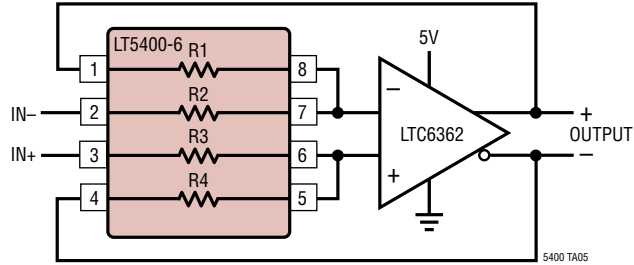 LT5400-6
R1
1
8
5V
R2
IN–
2
7
–
+
LTC6362
OUTPUT
R3
IN+
3
6
+
–
R4
4
5
5400 TA05